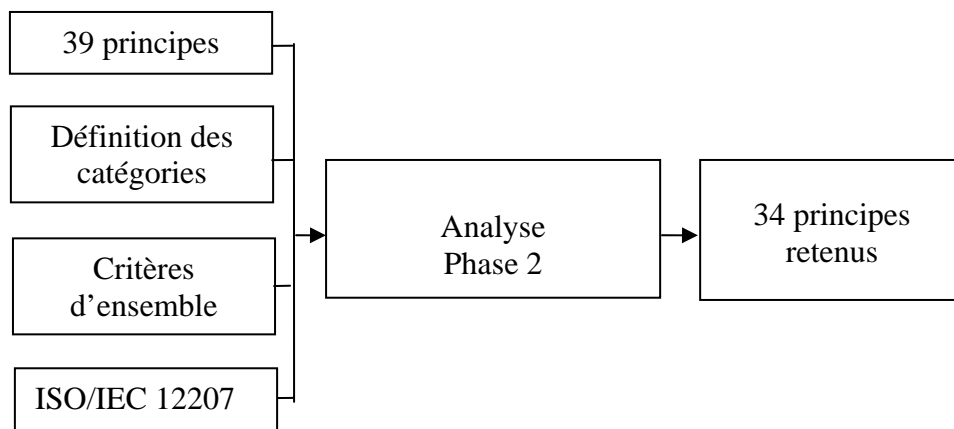 39 principes
Définition des
catégories
Critères
d’ensemble
ISO/IEC 12207
Analyse
Phase 2
34 principes
retenus